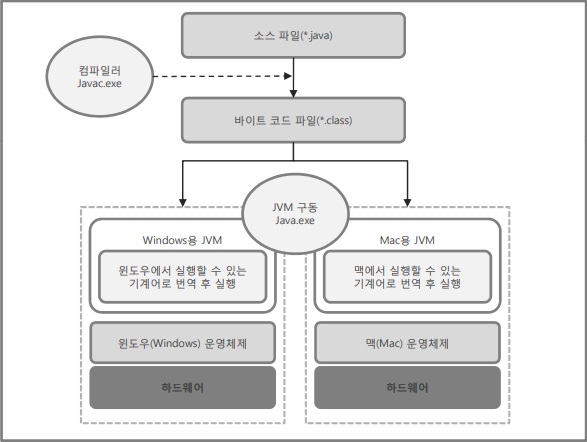 소스 파일(*.java)
컴파일러
Javac.exe
바이트 코드 파일(*.class)
JVM 구동
Java.exe
Windows용 JVM
윈도우에서 실행할 수 있는
기계어로 번역 후 실행
윈도우(Windows) 운영체제
하드웨어
Mac용 JVM
맥에서 실행할 수 있는
기계어로 번역 후 실행
맥(Mac) 운영체제
하드웨어